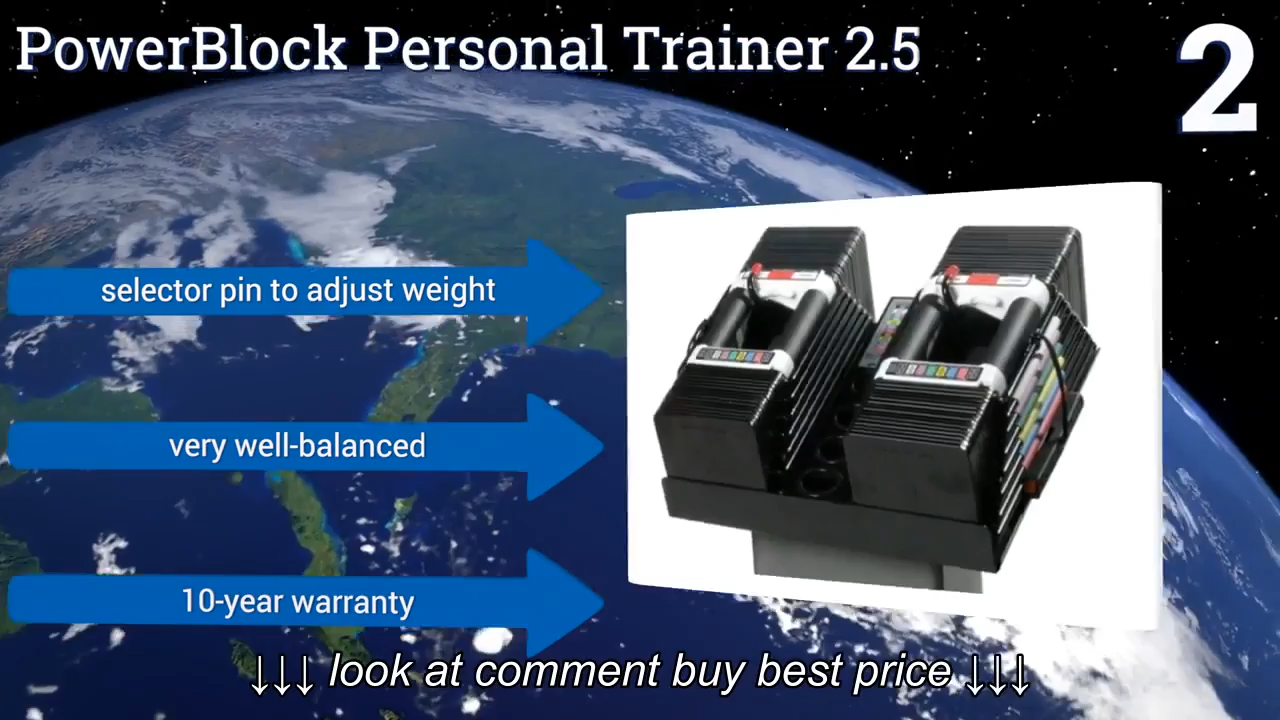 PowerBlock Personal Trainer 2.5
2
selector pin to adjust weight
very well-balanced
10-year warranty
↓↓↓ look at comment buy best price ↓↓↓